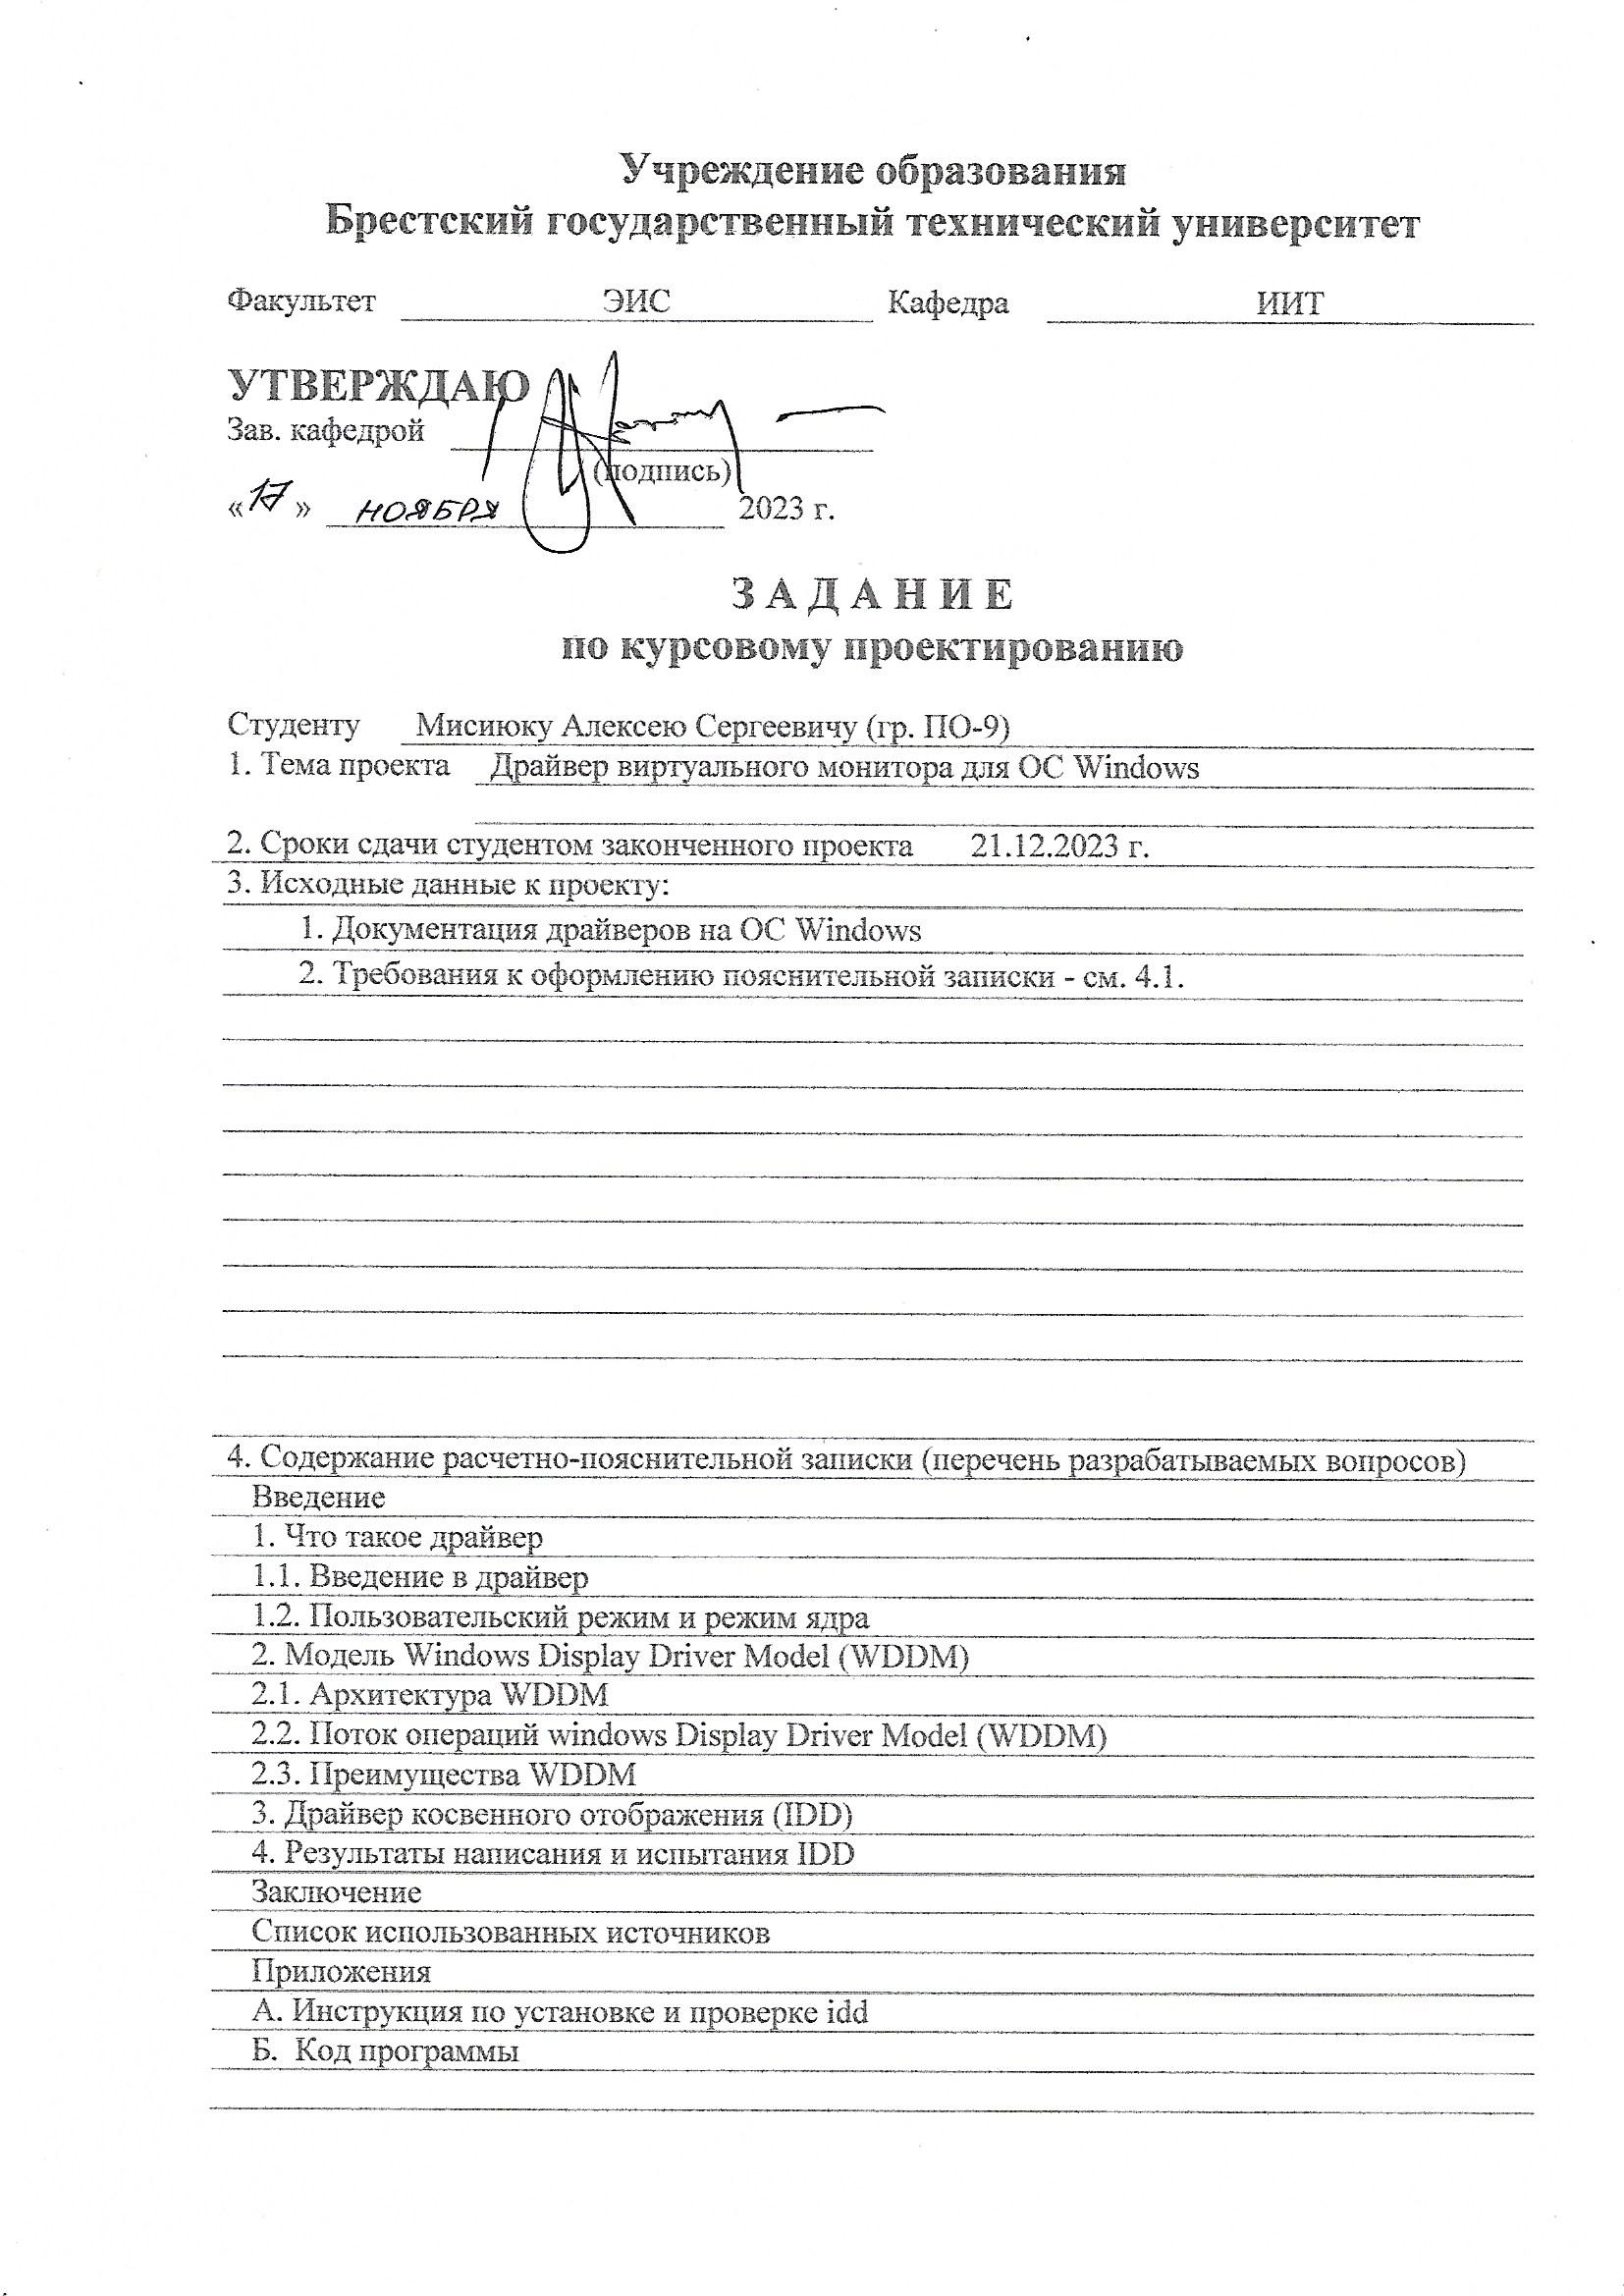 Учреждение образования
Брестский государственный технический университет
Факультет ЭИС Кафедра ИИТ
УТВЕРЖДАЮ
Зав. кафедрой
(подпись)
«17» НОЯБРЯ 2023 г.
З А Д А Н И Е
по курсовому проектированию
Студенту Мисиюку Алексею Сергеевичу (гр. ПО-9)
1. Тема проекта Драйвер виртуального монитора для ОС Windows
2. Сроки сдачи студентом законченного проекта 21.12.2023 г.
3. Исходные данные к проекту:
1. Документация драйверов на ОС Windows
2. Требования к оформлению пояснительной записки - см. 4.1.
4. Содержание расчетно-пояснительной записки (перечень разрабатываемых вопросов)
Введение
1. Что такое драйвер
1.1. Введение в драйвер
1.2. Пользовательский режим и режим ядра
2. Модель Windows Display Driver Model (WDDM)
2.1. Архитектура WDDM
2.2. Поток операций windows Display Driver Model (WDDM)
2.3. Преимущества WDDM
3. Драйвер косвенного отображения (IDD)
4. Результаты написания и испытания IDD
Заключение
Список использованных источников
Приложения
А. Инструкция по установке и проверке idd
Б. Код программы